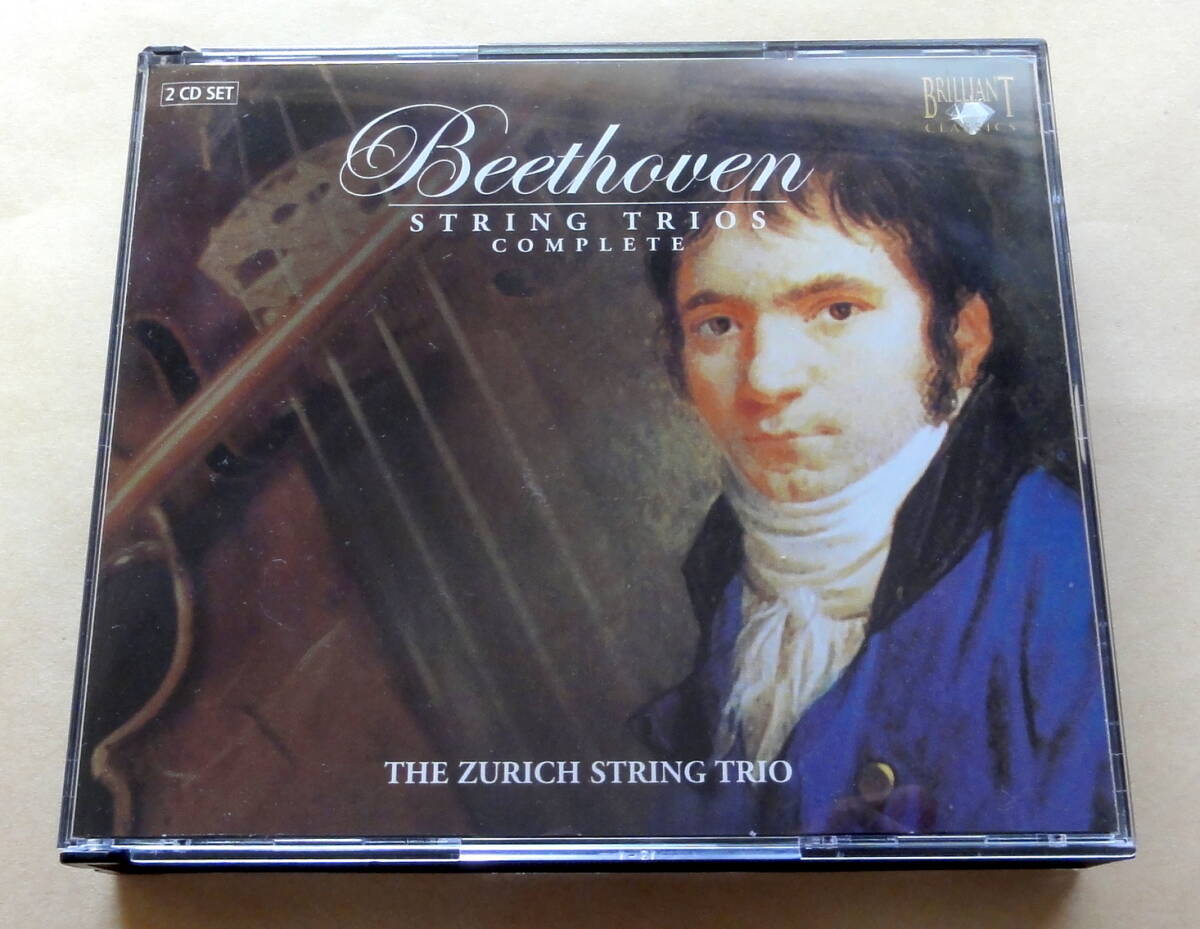 2 CD SET
BRILLIANT
CLASSICS
Beethoven
STRING TRIOS
COMPLETE
THE ZURICH STRING TRIO